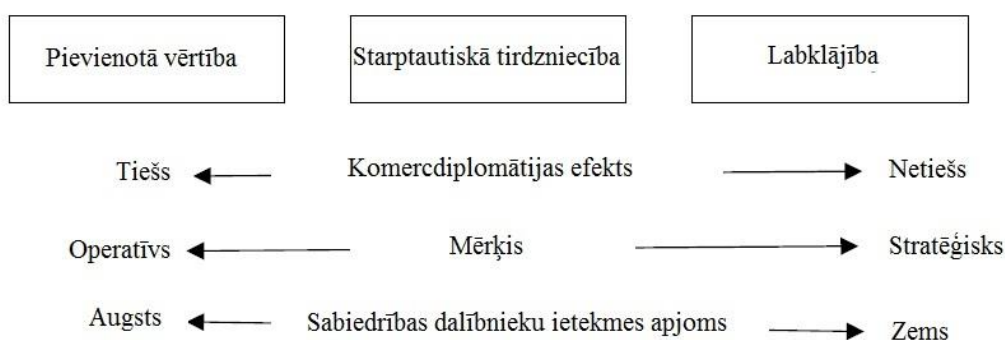 Pievienotā vērtība Starptautiskā tirdzniecība Labklājība
Tiešs Komercdiplomātijas efekts Netiešs
Operatīvs Mērķis Stratēģisks
Augsts Sabiedrības dalībnieku ietekmes apjoms Zems